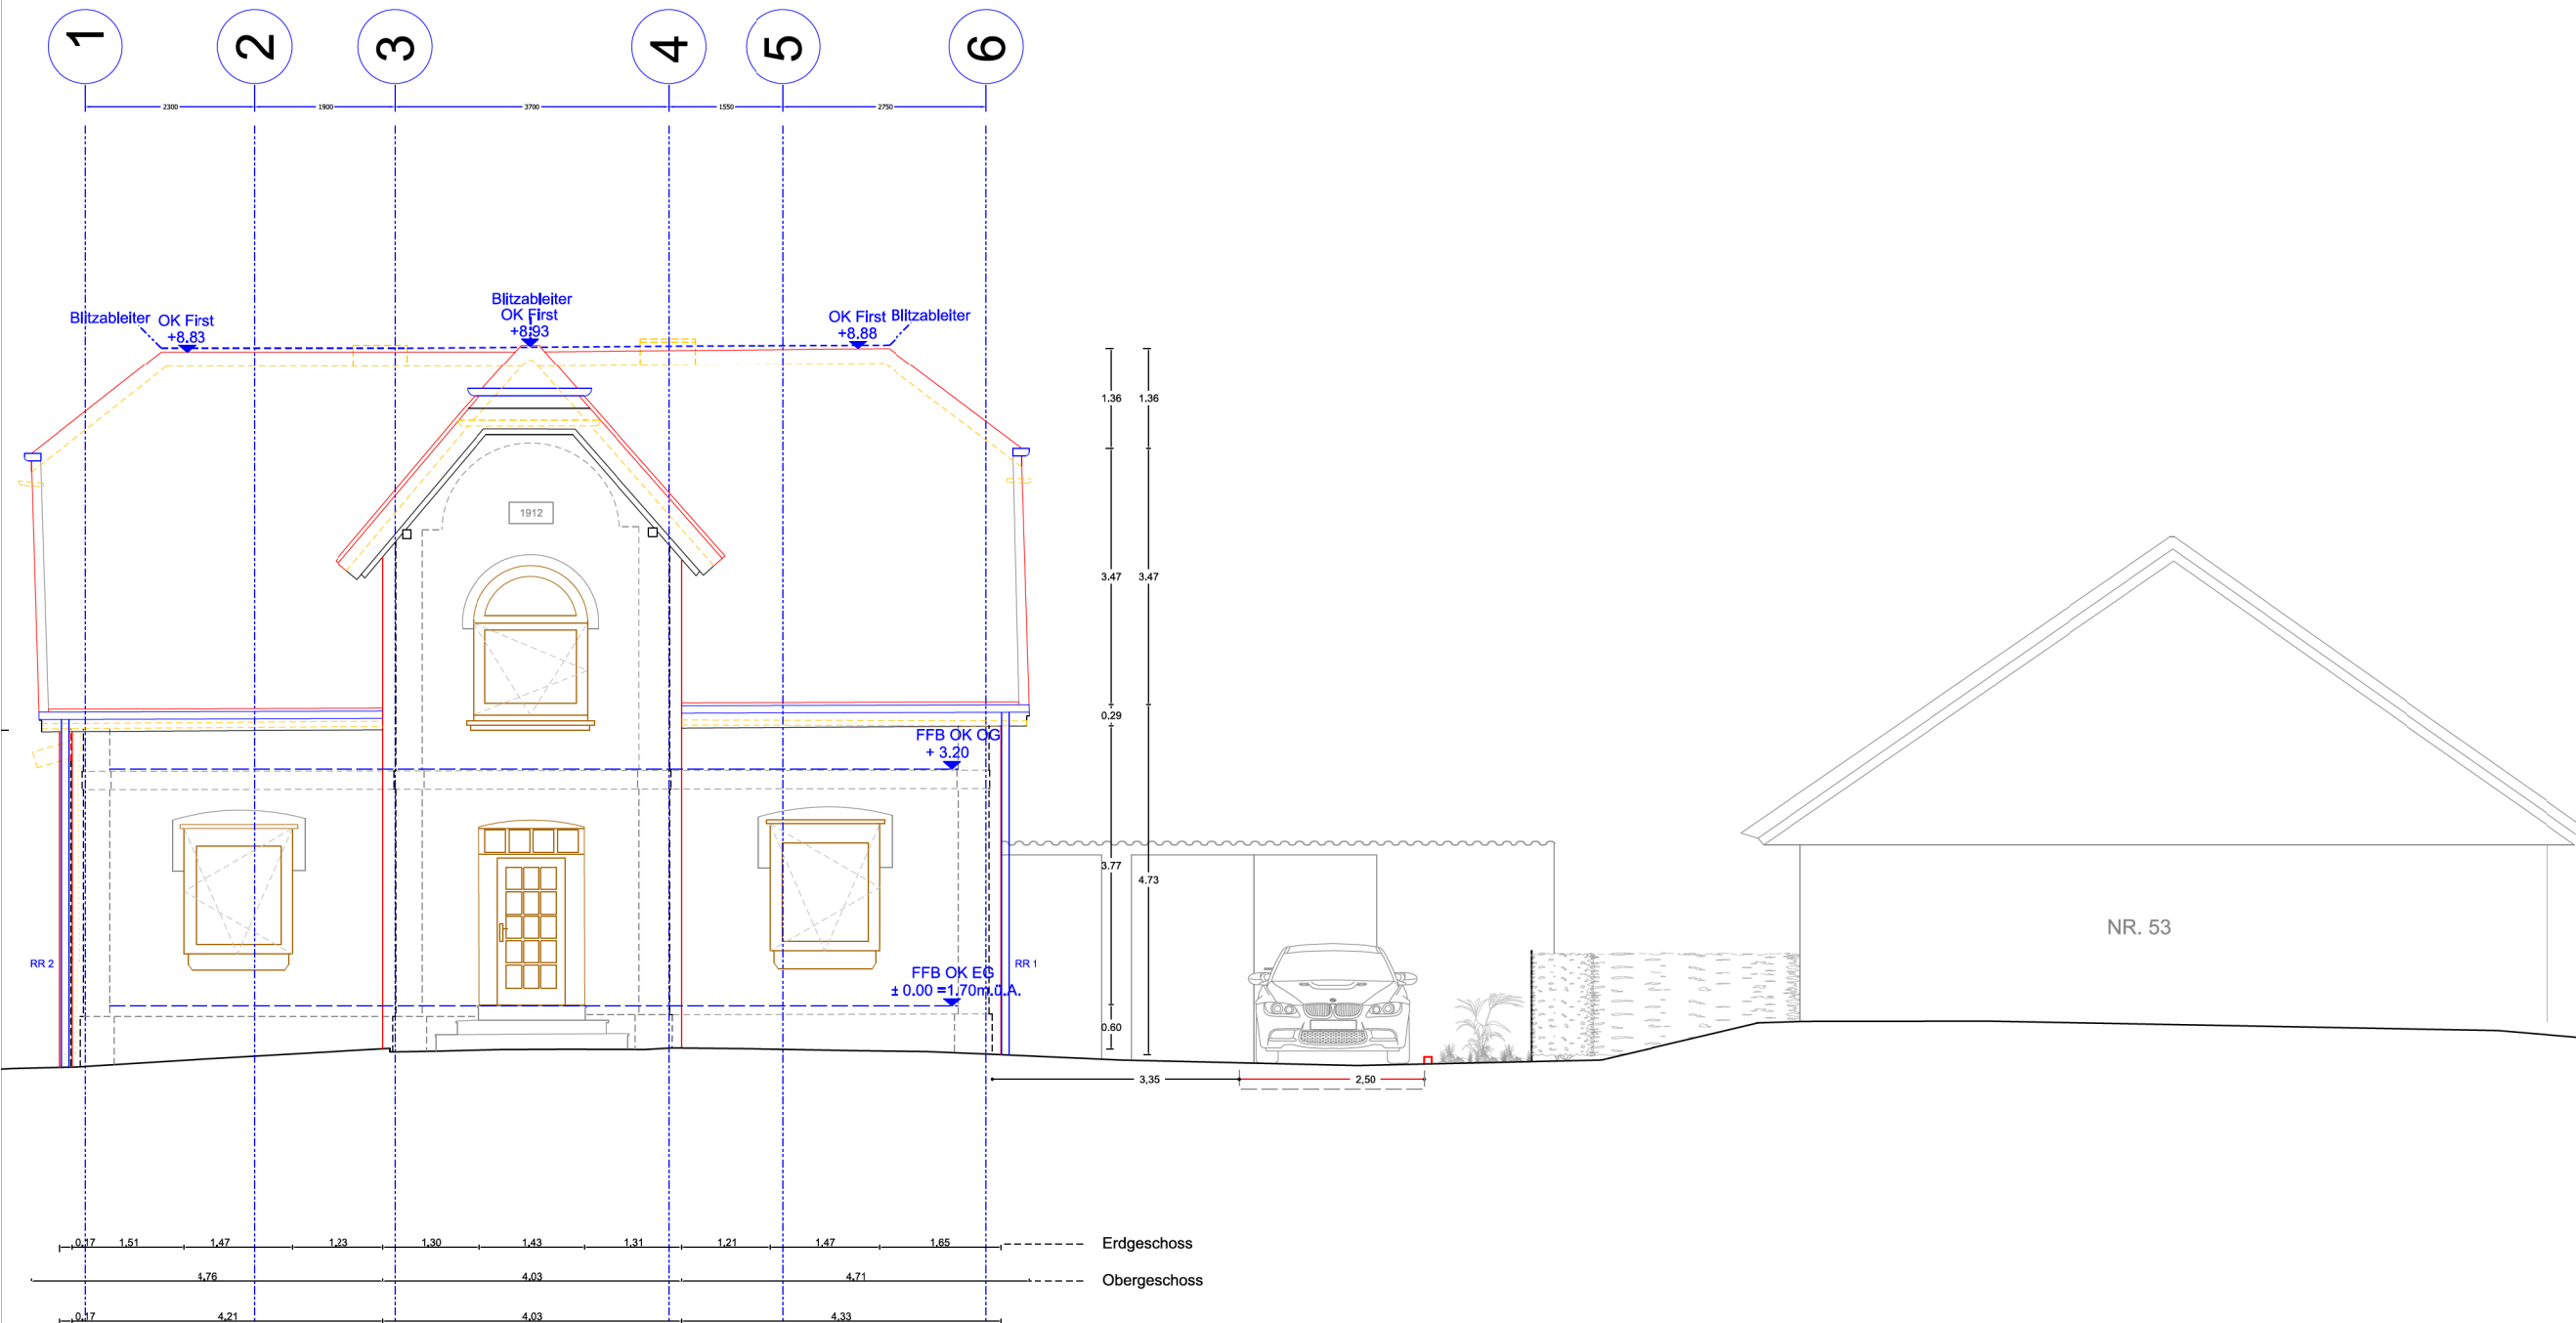 1 2 3 4 5 6
2300 1900 3700 1550 2750
Blitzableiter
OK First
+8.83
Blitzableiter
OK First
+8.93
OK First
+8.88
Blitzableiter
1.36 1.36
1912
3.47 3.47
0.29
FFB OK OG
+ 3.20
3.77
4.73
NR. 53
RR 2
RR 1
FFB OK EG
± 0.00 =1.70m.ü.A.
0.60
3,35 2,50
0.17 1.51 1.47 1.23 1.30 1.43 1.31 1.21 1.47 1.65 Erdgeschoss
4.76 4.03 4.71 Obergeschoss
0.17 4.21 4.03 4.33